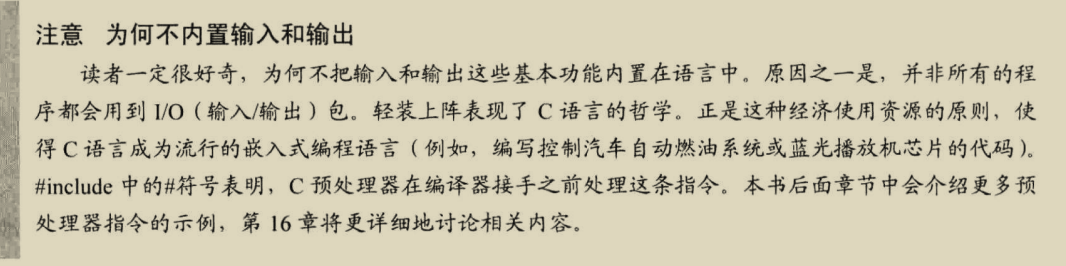 注意 为何不内置输入和输出
读者一定很好奇，为何不把输入和输出这些基本功能内置在语言中。原因之一是，并非所有的程
序都会用到 I/O（输入/输出）包。轻装上阵表现了 C 语言的哲学。正是这种经济使用资源的原则，使
得 C 语言成为流行的嵌入式编程语言（例如，编写控制汽车自动燃油系统或蓝光播放机芯片的代码）。
#include 中的#符号表明，C 预处理器在编译器接手之前处理这条指令。本书后面章节中会介绍更多预
处理器指令的示例，第 16 章将更详细地讨论相关内容。